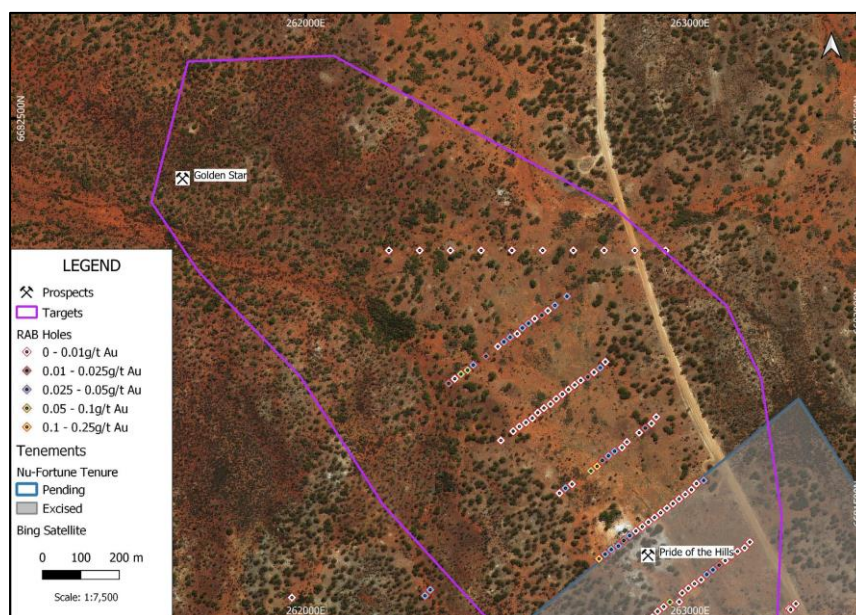 262000E
263000E
6682500N
Golden Star
LEGEND
Prospects
Targets
RAB Holes
0 - 0.01g/t Au
0.01 - 0.025g/t Au
0.025 - 0.05g/t Au
0.05 - 0.1g/t Au
0.1 - 0.25g/t Au
Tenements
Nu-Fortune Tenure
Pending
Excised
Bing Satellite
0 100 200 m
Scale: 1:7,500
Pride of the Hills
262000E
263000E